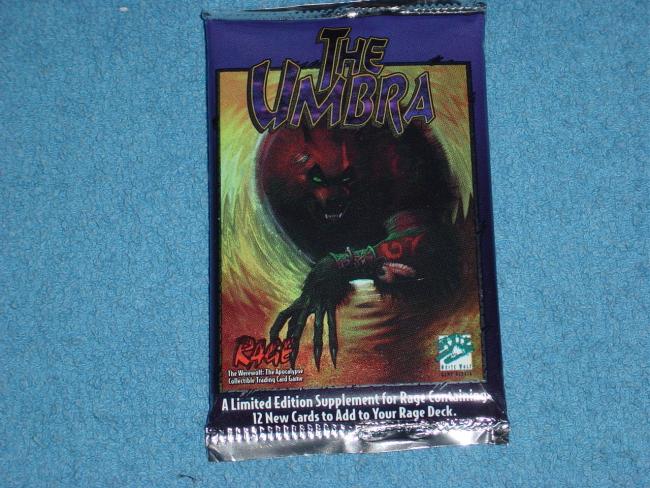 The
Umbra
Rage
The Werewolf: The Apocalypse
Collectible Trading Card Game
White Wolf
A Limited Edition Supplement for Rage Containing
12 New Cards to Add to Your Rage Deck.